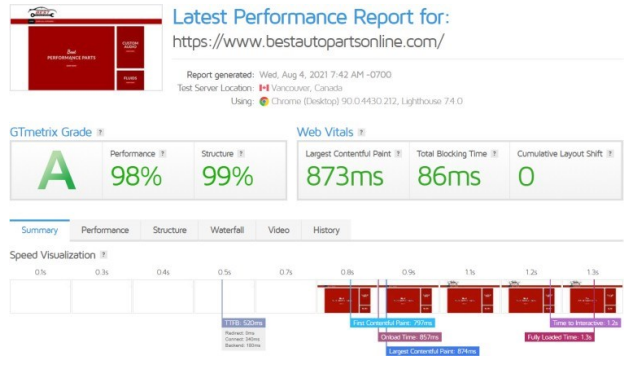 BEST
Latest Performance Report for:
https://www.bestautopartsonline.com/
Report generated: Wed, Aug 4, 2021 7:42 AM -0700
Test Server Location: Vancouver, Canada
Using: Chrome (Desktop) 90.0.4430.212, Lighthouse 7.4.0
Best
PERFORMANCE PARTS
CUSTOM
AUDIO
FLUIDS
GTmetrix Grade ?
Web Vitals ?
A
Performance ? Structure ?
98% 99%
Largest Contentful Paint ? Total Blocking Time ? Cumulative Layout Shift ?
873ms 86ms 0
Summary Performance Structure Waterfall Video History
Speed Visualization ?
0.1s 0.3s 0.4s 0.5s 0.7s 0.8s 0.9s 1.1s 1.2s 1.3s
TTFB: 520ms
Redirect: 0ms
Connect: 340ms
Backend: 180ms
First Contentful Paint: 797ms
Time to Interactive: 1.2s
Onload Time: 857ms
Fully Loaded Time: 1.3s
Largest Contentful Paint: 874ms